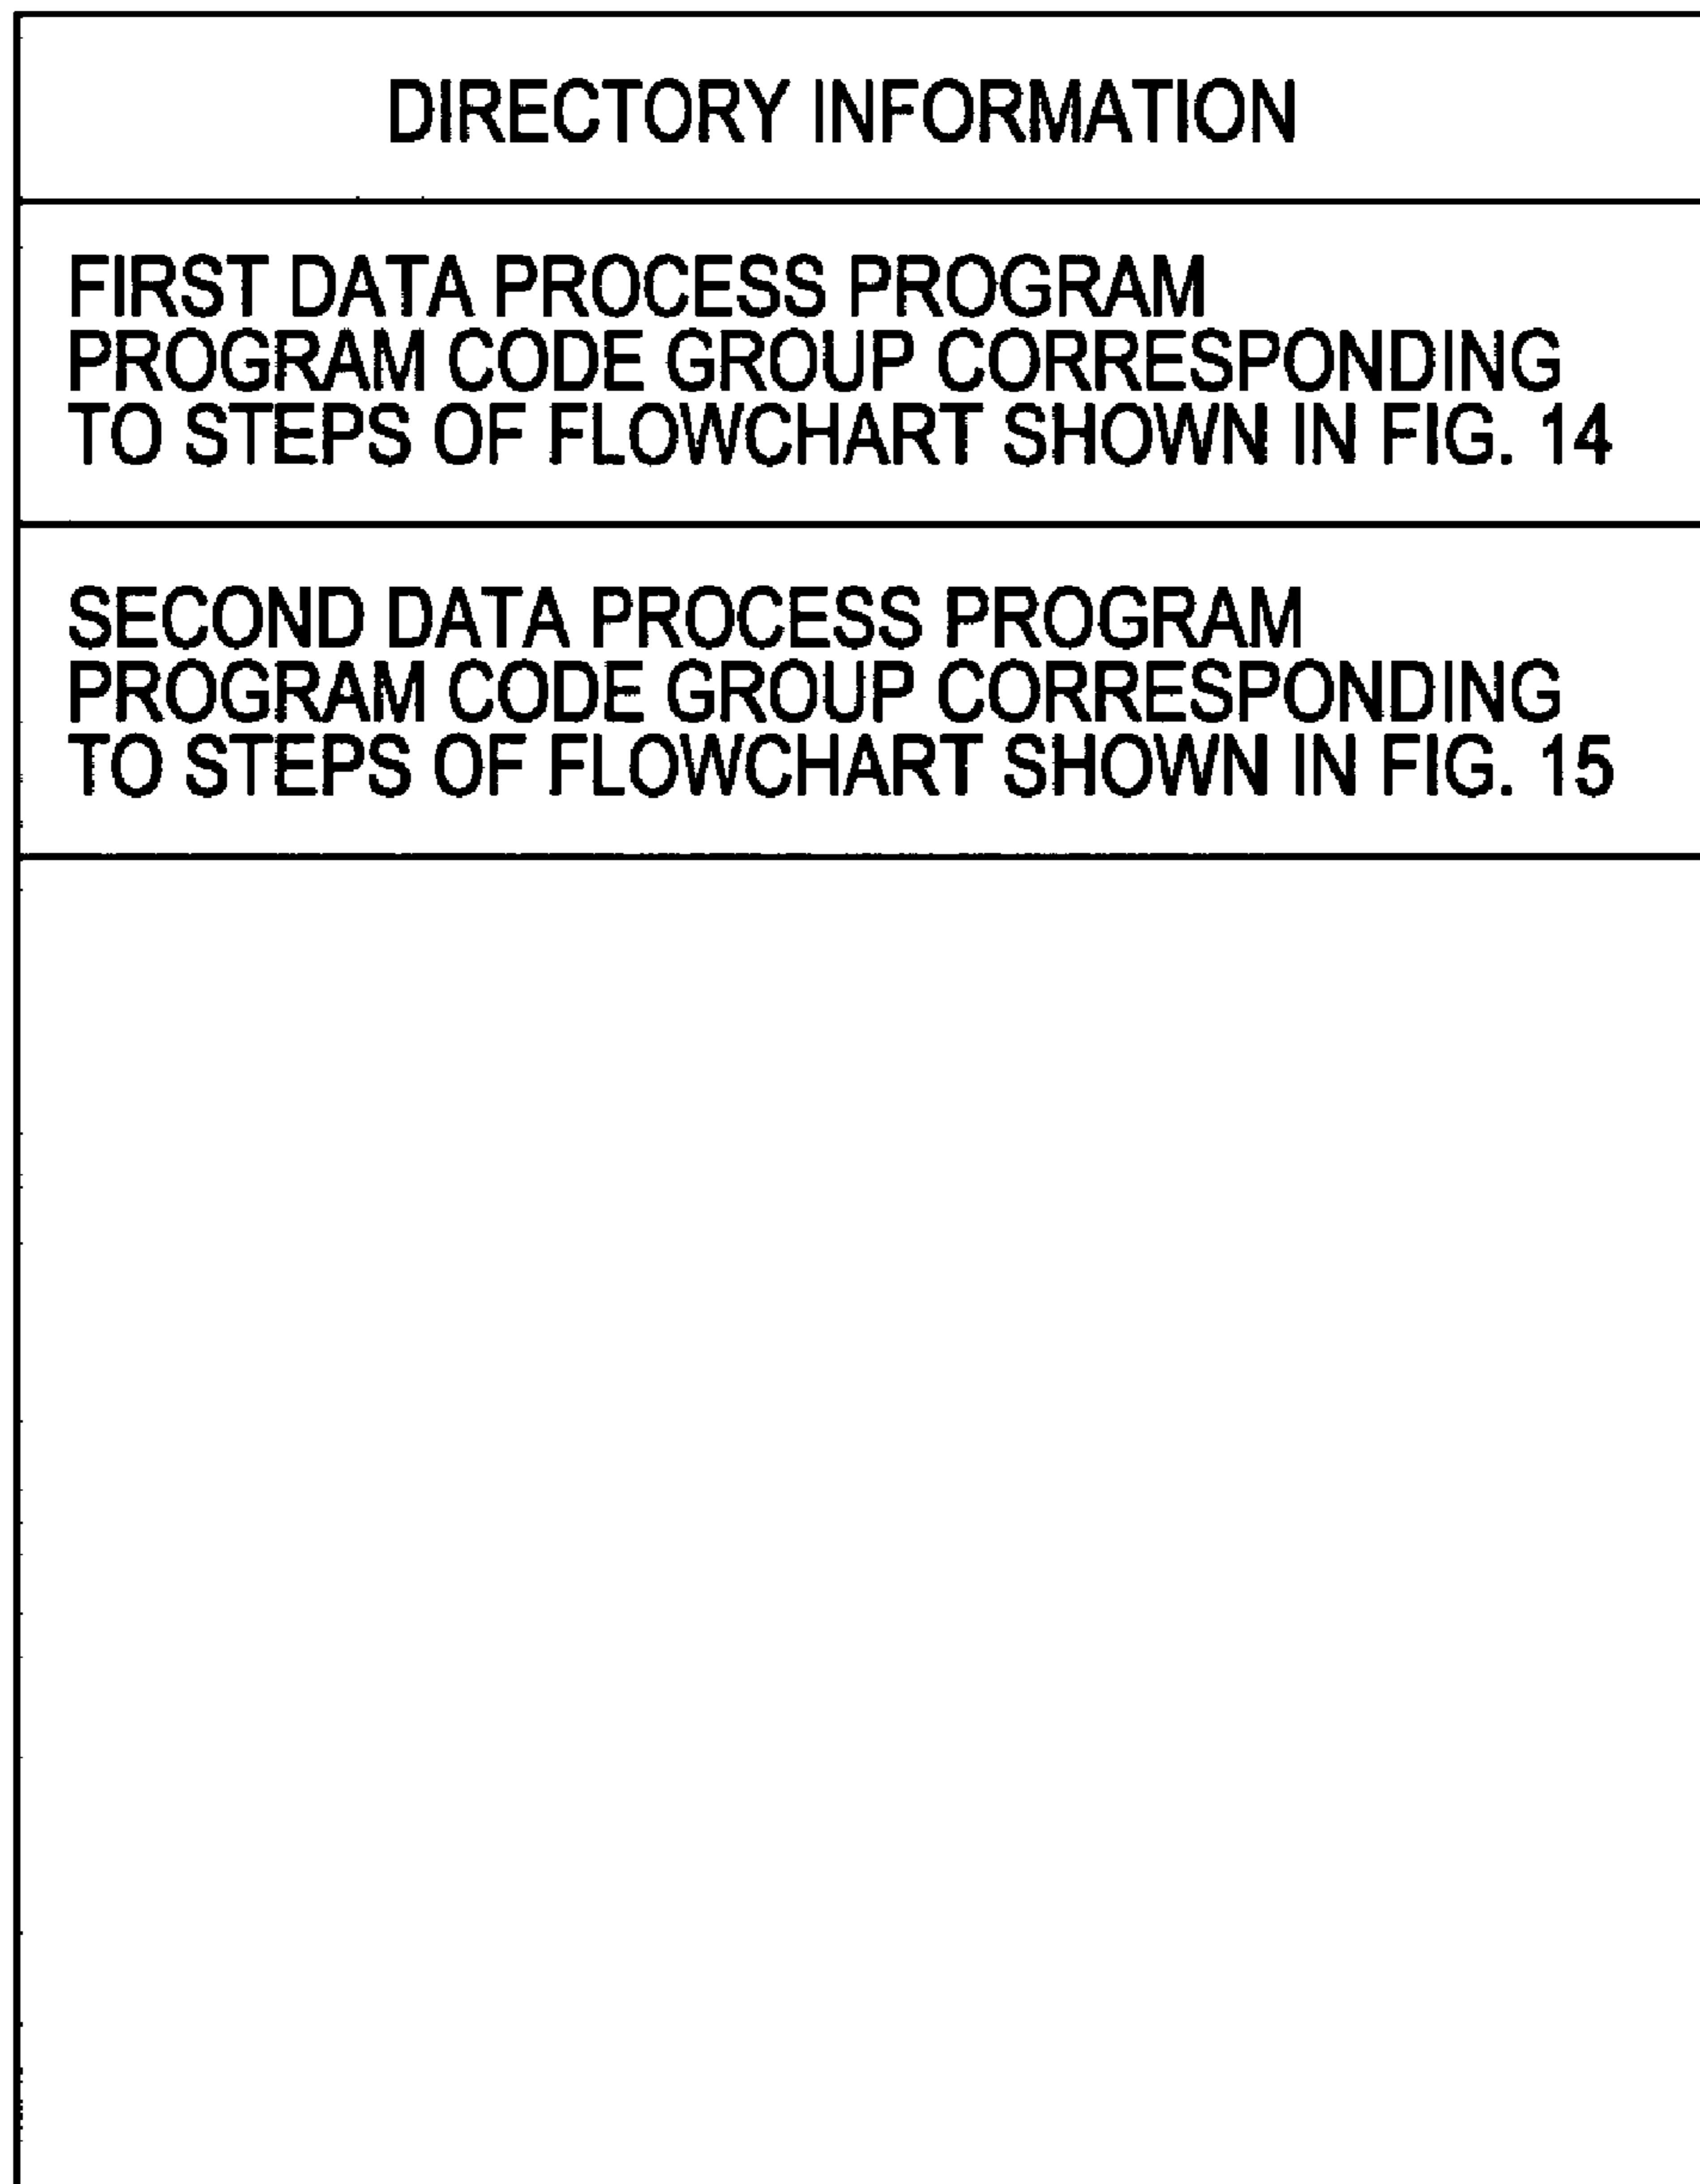 DIRECTORY INFORMATION
FIRST DATA PROCESS PROGRAM
PROGRAM CODE GROUP CORRESPONDING
TO STEPS OF FLOWCHART SHOWN IN FIG. 14
SECOND DATA PROCESS PROGRAM
PROGRAM CODE GROUP CORRESPONDING
TO STEPS OF FLOWCHART SHOWN IN FIG. 15